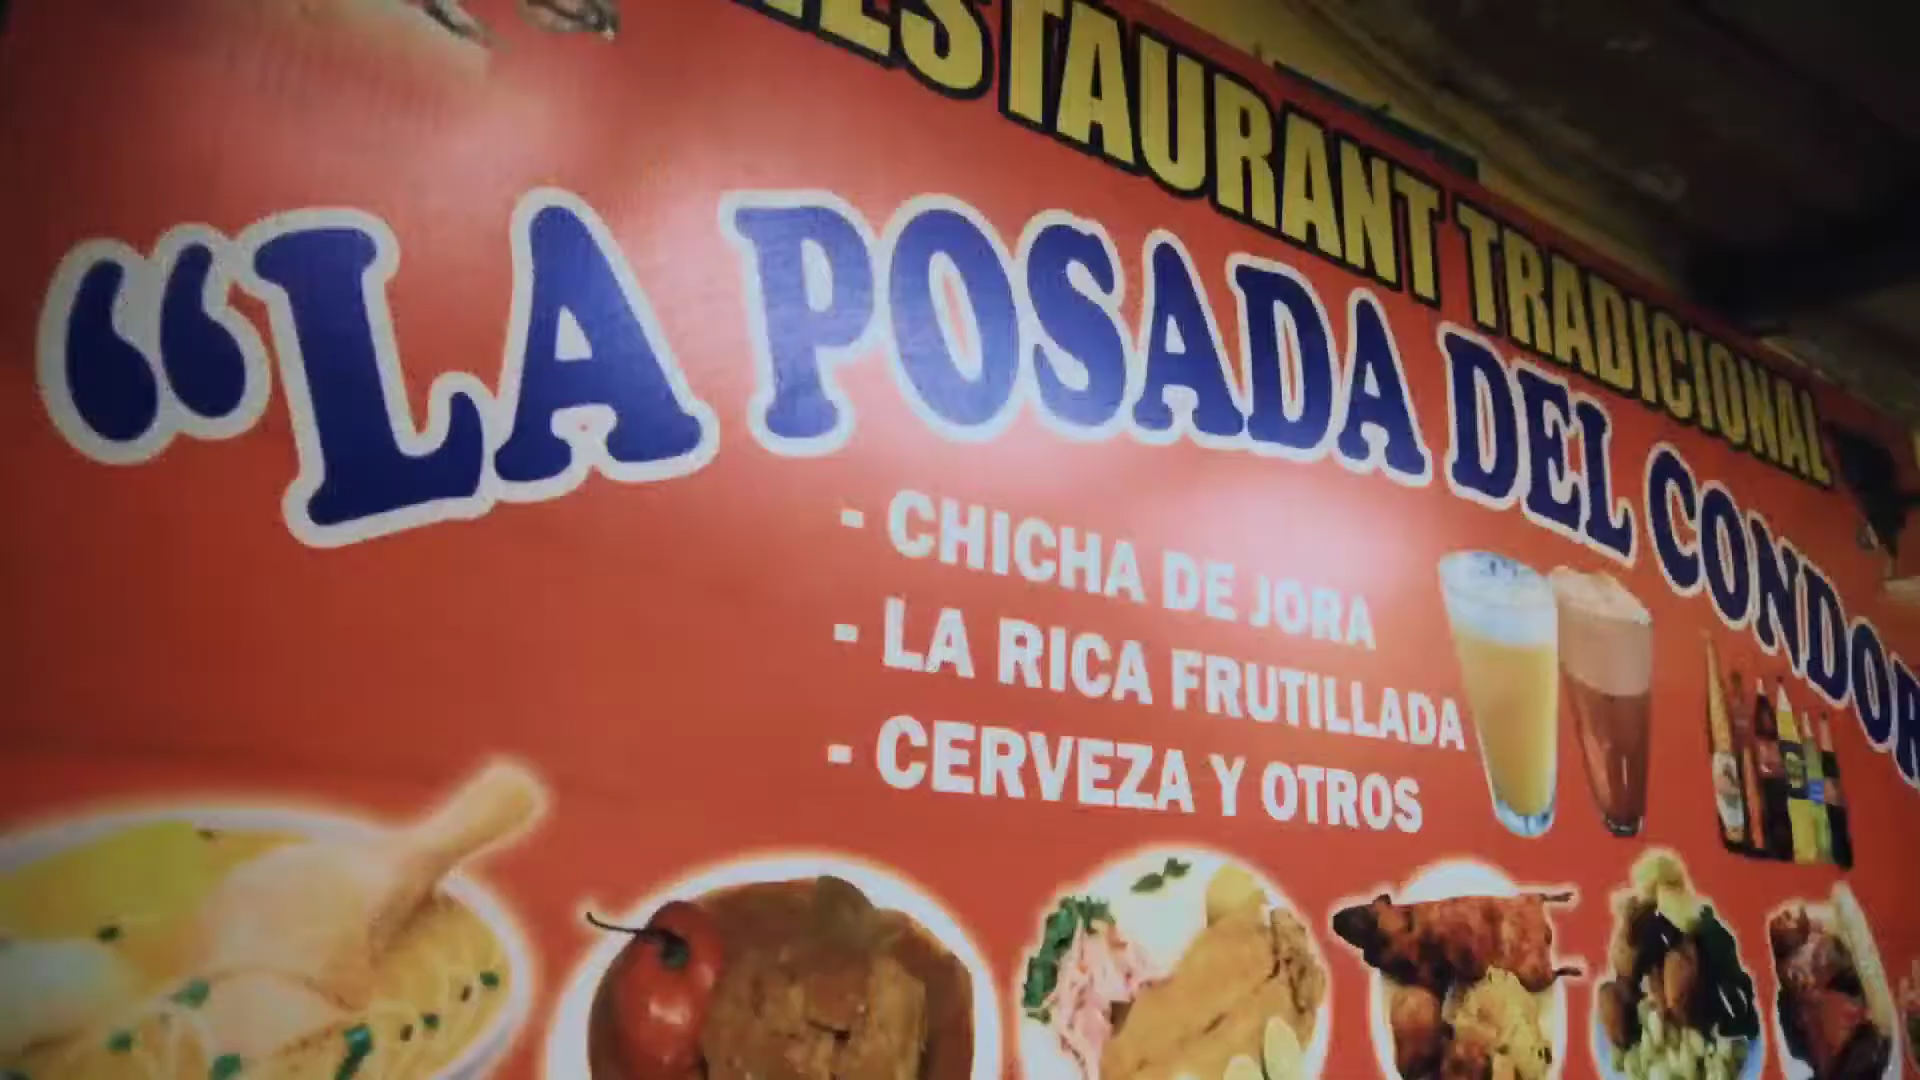 RESTAURANT TRADICIONAL
“LA POSADA DEL CONDOR
- CHICHA DE JORA
- LA RICA FRUTILLADA
- CERVEZA Y OTROS